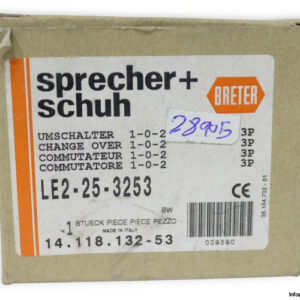 sprecher+
schuh
BRETER
28905
UMSCHALTER 1-0-2 3P
CHANGE OVER 1-0-2 3P
COMMUTATEUR 1-0-2 3P
COMMUTATORE 1-0-2 3P
LE2-25-3253
CE
BW
1 STUECK PIECE PIECE PEZZO
MADE IN ITALY
14.118.132-53
009590